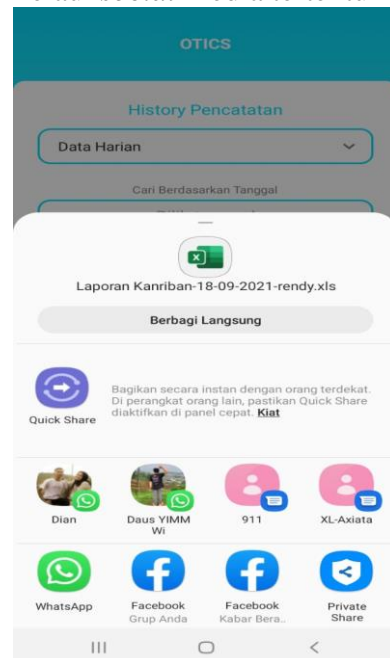 OTICS
History Pencatatan
Data Harian
Cari Berdasarkan Tanggal
Laporan Kanriban-18-09-2021-rendy.xls
Berbagi Langsung
Bagikan secara instan dengan orang terdekat.
Di perangkat orang lain, pastikan Quick Share
diaktifkan di panel cepat. Kiat
Quick Share
Dian
Daus YIMM
Wi
911
XL-Axiata
WhatsApp
Facebook
Grup Anda
Facebook
Kabar Bera..
Private
Share